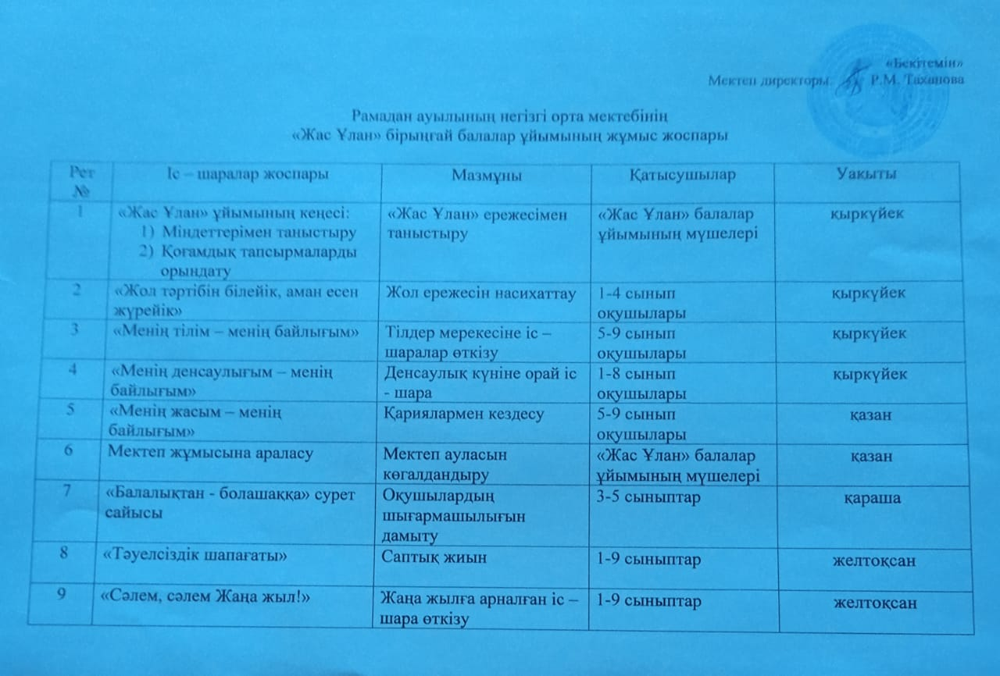 «Бекітемін»
Мектеп директоры: Р.М. Таханова
Рамадан ауылының негізгі орта мектебінің
«Жас Ұлан» бірыңғай балалар ұйымының жұмыс жоспары
Рет № Іс – шаралар жоспары Мазмұны Қатысушылар Уақыты
1 «Жас Ұлан» ұйымының кеңесі: «Жас Ұлан» ережесімен «Жас Ұлан» балалар қыркүйек
1) Міндеттерімен таныстыру таныстыру ұйымының мүшелері
2) Қоғамдық тапсырмаларды
орындату
2 «Жол тәртібін білейік, аман есен Жол ережесін насихаттау 1-4 сынып қыркүйек
жүрейік» оқушылары
3 «Менің тілім – менің байлығым» Тілдер мерекесіне іс – 5-9 сынып қыркүйек
шаралар өткізу оқушылары
4 «Менің денсаулығым – менің Денсаулық күніне орай іс 1-8 сынып қыркүйек
байлығым» - шара оқушылары
5 «Менің жасым – менің Қариялармен кездесу 5-9 сынып қазан
байлығым» оқушылары
6 Мектеп жұмысына араласу Мектеп ауласын «Жас Ұлан» балалар қазан
көгалдандыру ұйымының мүшелері
7 «Балалықтан - болашаққа» сурет Оқушылардың 3-5 сыныптар қараша
сайысы шығармашылығын
дамыту
8 «Тәуелсіздік шапағаты» Саптық жиын 1-9 сыныптар желтоқсан
9 «Сәлем, сәлем Жаңа жыл!» Жаңа жылға арналған іс – 1-9 сыныптар желтоқсан
шара өткізу